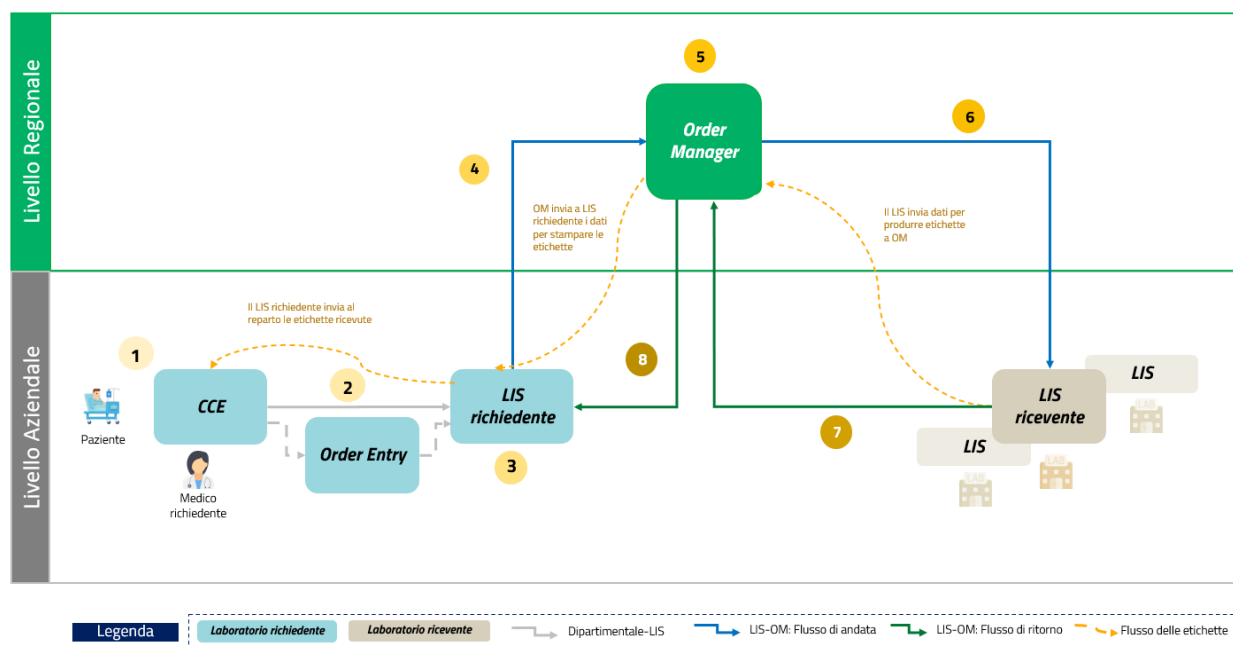 Livello Regionale
5
Order
Manager
6
4
OM invia a LIS
richiedente i dati
per stampare le
etichette
Il LIS invia dati per
produrre etichette
a OM
Livello Aziendale
Il LIS richiedente invia al
reparto le etichette ricevute
1
2
8
CCE
LIS
richiedente
Order Entry
3
Paziente
Medico
richiedente
7
LIS
LIS
ricevente
LIS
LAB
LAB
LAB
Legenda
Laboratorio richiedente
Laboratorio ricevente
Dipartimentale-LIS
LIS-OM: Flusso di andata
LIS-OM: Flusso di ritorno
Flusso delle etichette